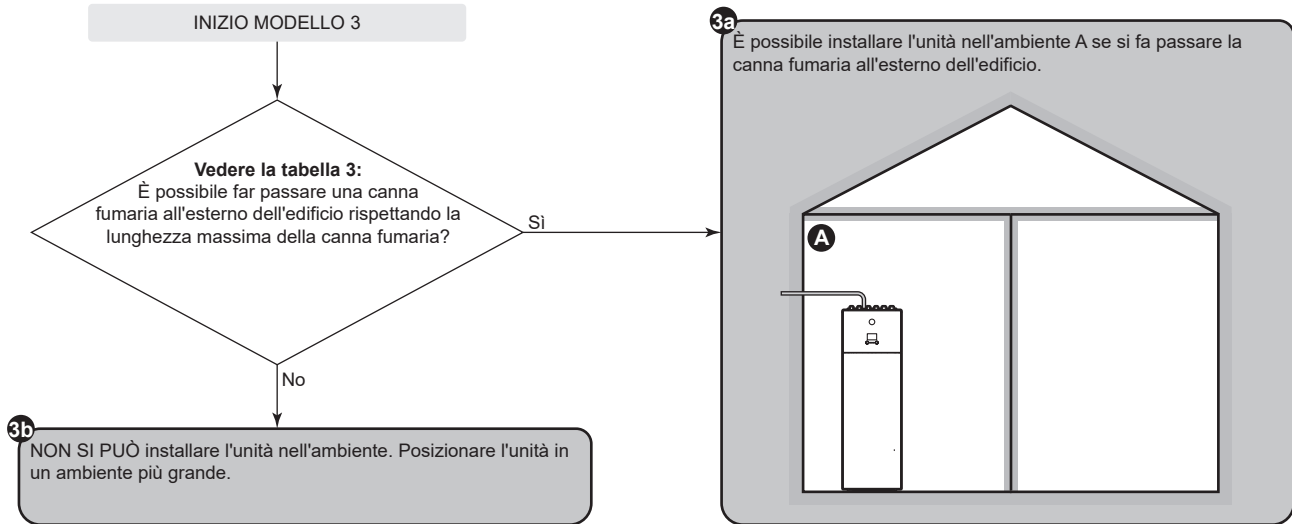 INIZIO MODELLO 3
Vedere la tabella 3:
È possibile far passare una canna
fumaria all'esterno dell'edificio rispettando la
lunghezza massima della canna fumaria?
Sì
No
3a
È possibile installare l'unità nell'ambiente A se si fa passare la
canna fumaria all'esterno dell'edificio.
A
3b
NON SI PUÒ installare l'unità nell'ambiente. Posizionare l'unità in
un ambiente più grande.